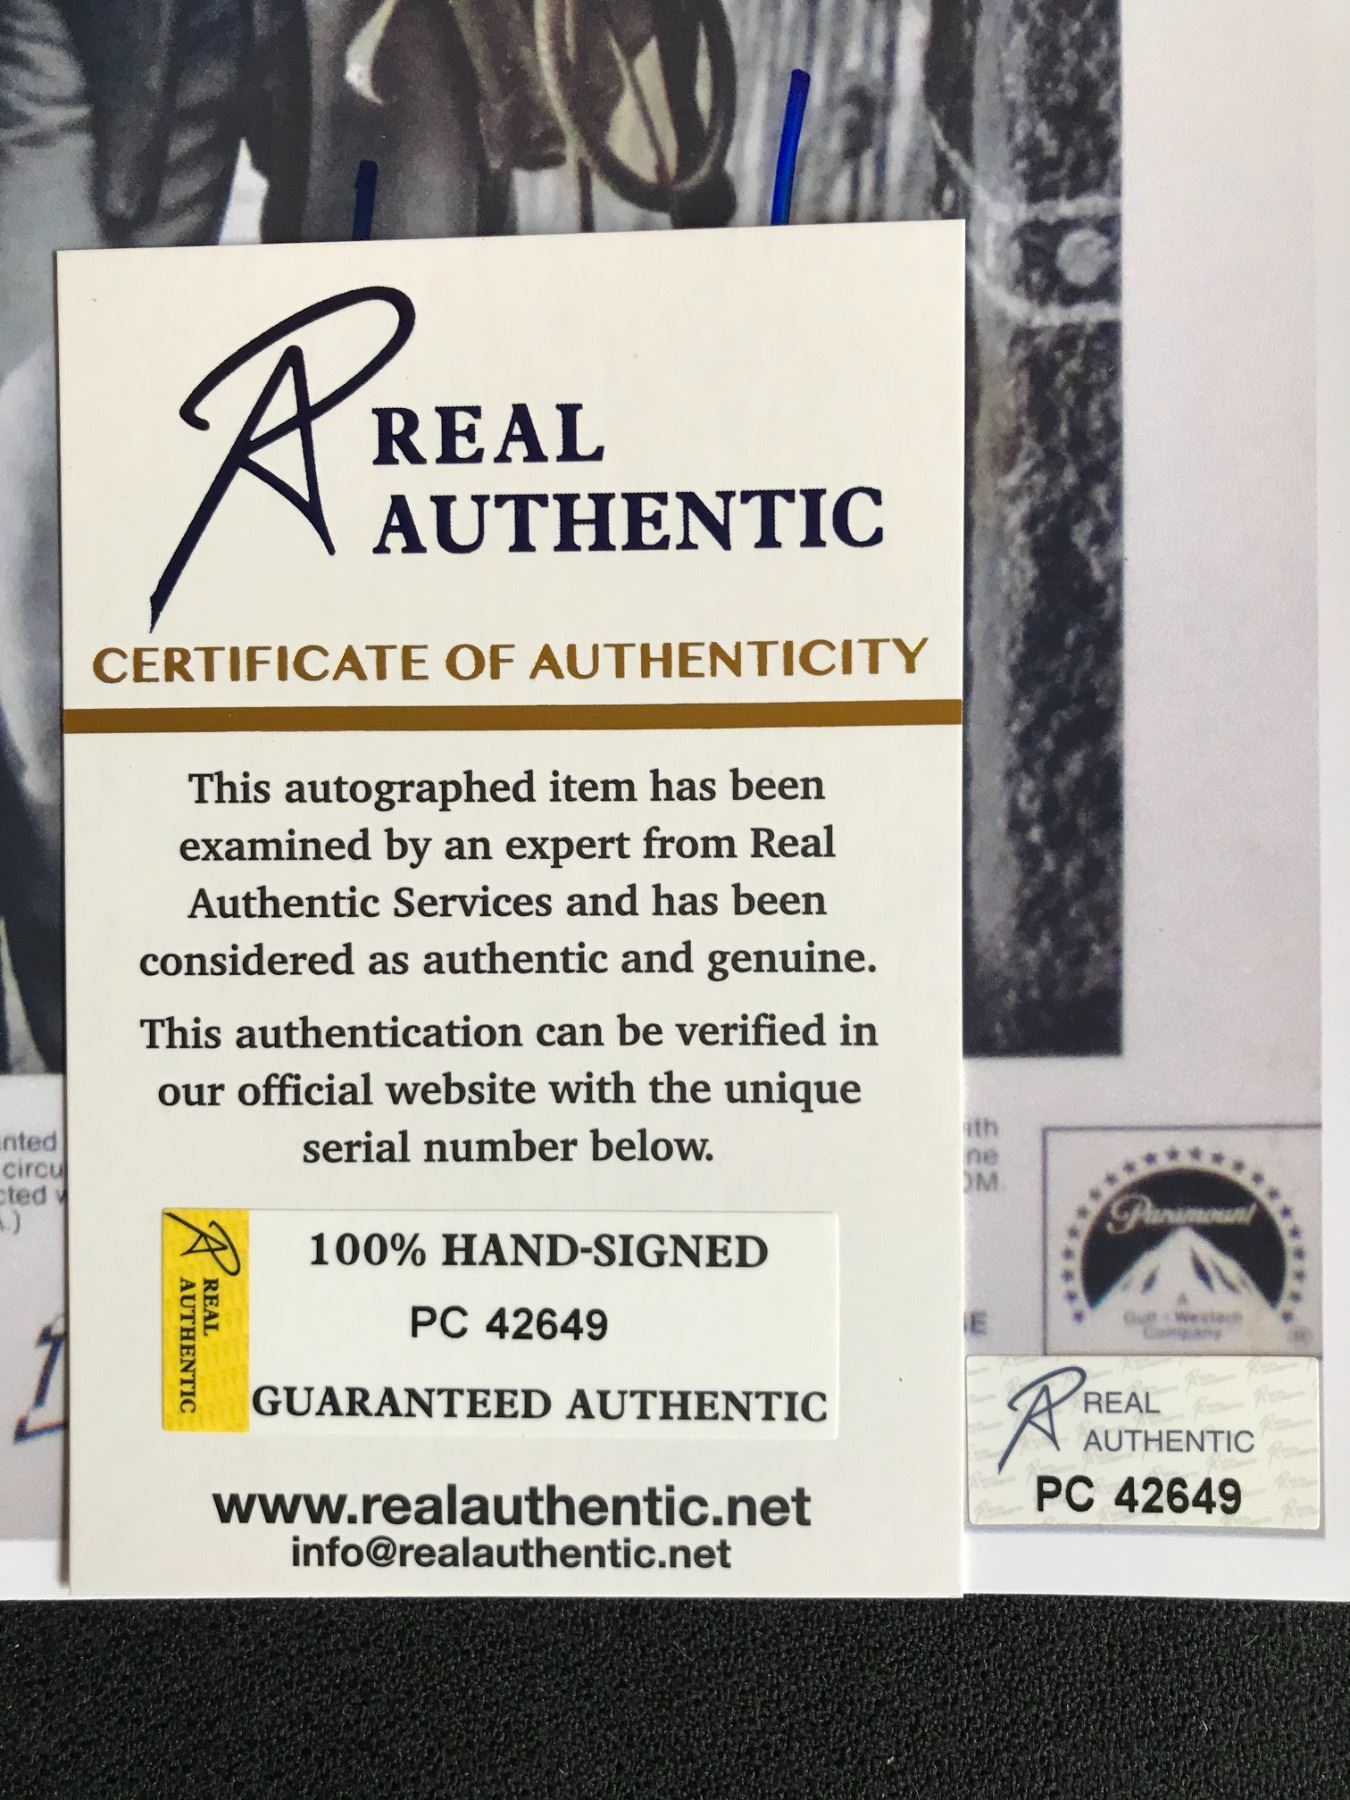 REAL
AUTHENTIC
CERTIFICATE OF AUTHENTICITY
This autographed item has been
examined by an expert from Real
Authentic Services and has been
considered as authentic and genuine.
This authentication can be verified in
our official website with the unique
serial number below.
REAL
AUTHENTIC
100% HAND-SIGNED
PC 42649
GUARANTEED AUTHENTIC
www.realauthentic.net
info@realauthentic.net
Paramount
A
Gulf + Western
Company
REAL
AUTHENTIC
PC 42649